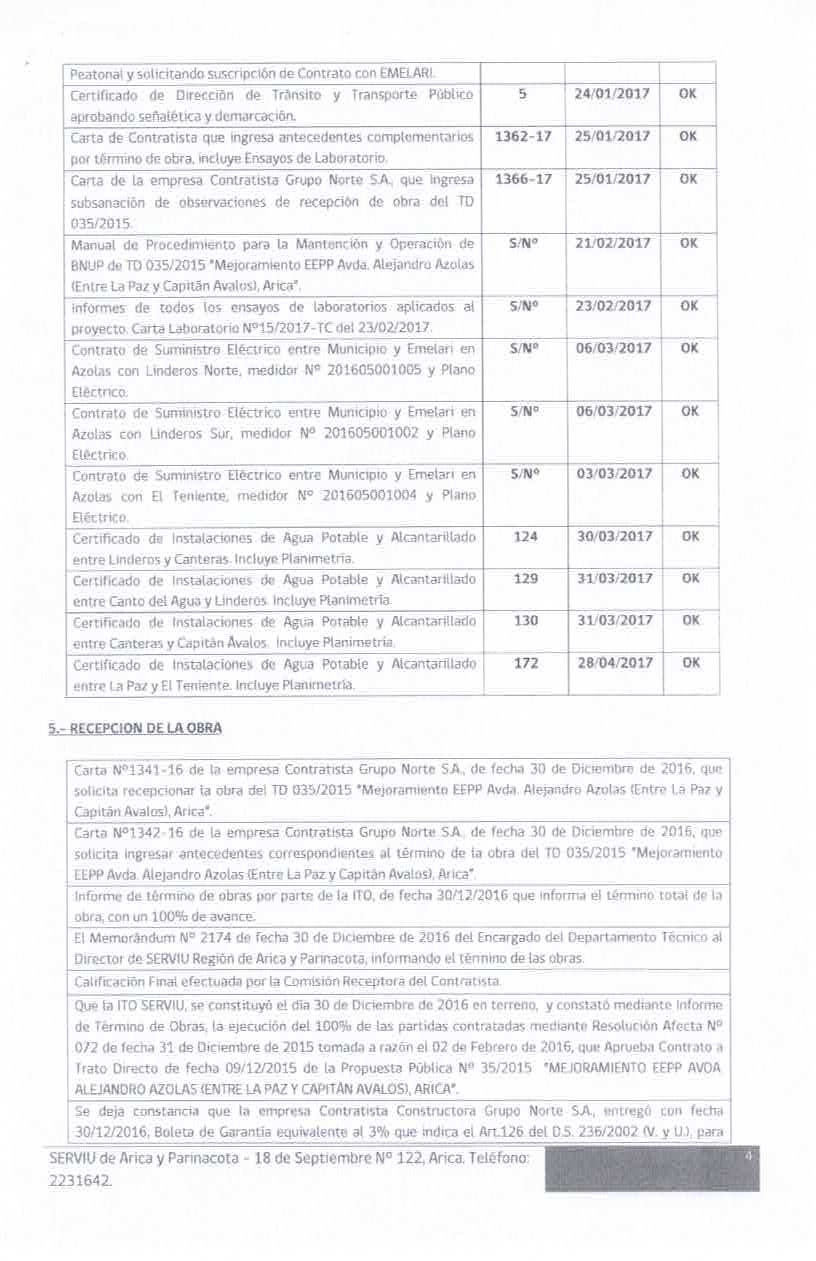 Peatonal y solicitando suscripción de Contrato con EMELARI.
Certificado de Dirección de Tránsito y Transporte Público 5 24/01/2017 OK
aprobando señalética y demarcación.
Carta de Contratista que ingresa antecedentes complementarios 1362-17 25/01/2017 OK
por término de obra, incluye Ensayos de Laboratorio.
Carta de la empresa Contratista Grupo Norte S.A., que ingresa 1366-17 25/01/2017 OK
subsanación de observaciones de recepción de obra del TD
035/2015.
Manual de Procedimiento para la Mantención y Operación de S/Nº 21/02/2017 OK
BNUP de TD 035/2015 "Mejoramiento EEPP Avda. Alejandro Azolas
(Entre La Paz y Capitán Avalos), Arica".
informes de todos los ensayos de laboratorios aplicados al S/Nº 23/02/2017 OK
proyecto. Carta Laboratorio Nº15/2017-TC del 23/02/2017.
Contrato de Suministro Eléctrico entre Municipio y Emelari en S/Nº 06/03/2017 OK
Azolas con Linderos Norte, medidor Nº 201605001005 y Plano
Eléctrico.
Contrato de Suministro Eléctrico entre Municipio y Emelari en S/Nº 06/03/2017 OK
Azolas con Linderos Sur, medidor Nº 201605001002 y Plano
Eléctrico.
Contrato de Suministro Eléctrico entre Municipio y Emelari en S/Nº 03/03/2017 OK
Azolas con El Teniente, medidor Nº 201605001004 y Plano
Eléctrico.
Certificado de Instalaciones de Agua Potable y Alcantarillado 124 30/03/2017 OK
entre Linderos y Canteras. Incluye Planimetría.
Certificado de Instalaciones de Agua Potable y Alcantarillado 129 31/03/2017 OK
entre Canto del Agua y Linderos. Incluye Planimetría.
Certificado de Instalaciones de Agua Potable y Alcantarillado 130 31/03/2017 OK
entre Canteras y Capitán Ávalos. Incluye Planimetría.
Certificado de Instalaciones de Agua Potable y Alcantarillado 172 28/04/2017 OK
entre La Paz y El Teniente. Incluye Planimetría.
5.- RECEPCION DE LA OBRA
Carta Nº1341-16 de la empresa Contratista Grupo Norte S.A., de fecha 30 de Diciembre de 2016, que
solicita recepcionar la obra del TD 035/2015 "Mejoramiento EEPP Avda. Alejandro Azolas (Entre La Paz y
Capitán Avalos), Arica".
Carta Nº1342-16 de la empresa Contratista Grupo Norte S.A., de fecha 30 de Diciembre de 2016, que
solicita ingresar antecedentes correspondientes al término de la obra del TD 035/2015 "Mejoramiento
EEPP Avda. Alejandro Azolas (Entre La Paz y Capitán Avalos), Arica".
Informe de término de obras por parte de la ITO, de fecha 30/12/2016 que informa el término total de la
obra, con un 100% de avance.
El Memorándum Nº 2174 de fecha 30 de Diciembre de 2016 del Encargado del Departamento Técnico al
Director de SERVIU Región de Arica y Parinacota, informando el término de las obras.
Calificación Final efectuada por la Comisión Receptora del Contratista.
Que la ITO SERVIU, se constituyó el día 30 de Diciembre de 2016 en terreno, y constató mediante Informe
de Término de Obras, la ejecución del 100% de las partidas contratadas mediante Resolución Afecta Nº
072 de fecha 31 de Diciembre de 2015 tomada a razón el 02 de Febrero de 2016, que Aprueba Contrato a
Trato Directo de fecha 09/12/2015 de la Propuesta Pública Nº 35/2015 "MEJORAMIENTO EEPP AVDA
ALEJANDRO AZOLAS (ENTRE LA PAZ Y CAPITÁN AVALOS), ARICA".
Se deja constancia que la empresa Contratista Constructora Grupo Norte S.A., entregó con fecha
30/12/2016, Boleta de Garantía equivalente al 3% que indica el Art.126 del D.S. 236/2002 (V. y U.), para
SERVIU de Arica y Parinacota - 18 de Septiembre Nº 122, Arica. Teléfono: 4
2231642.